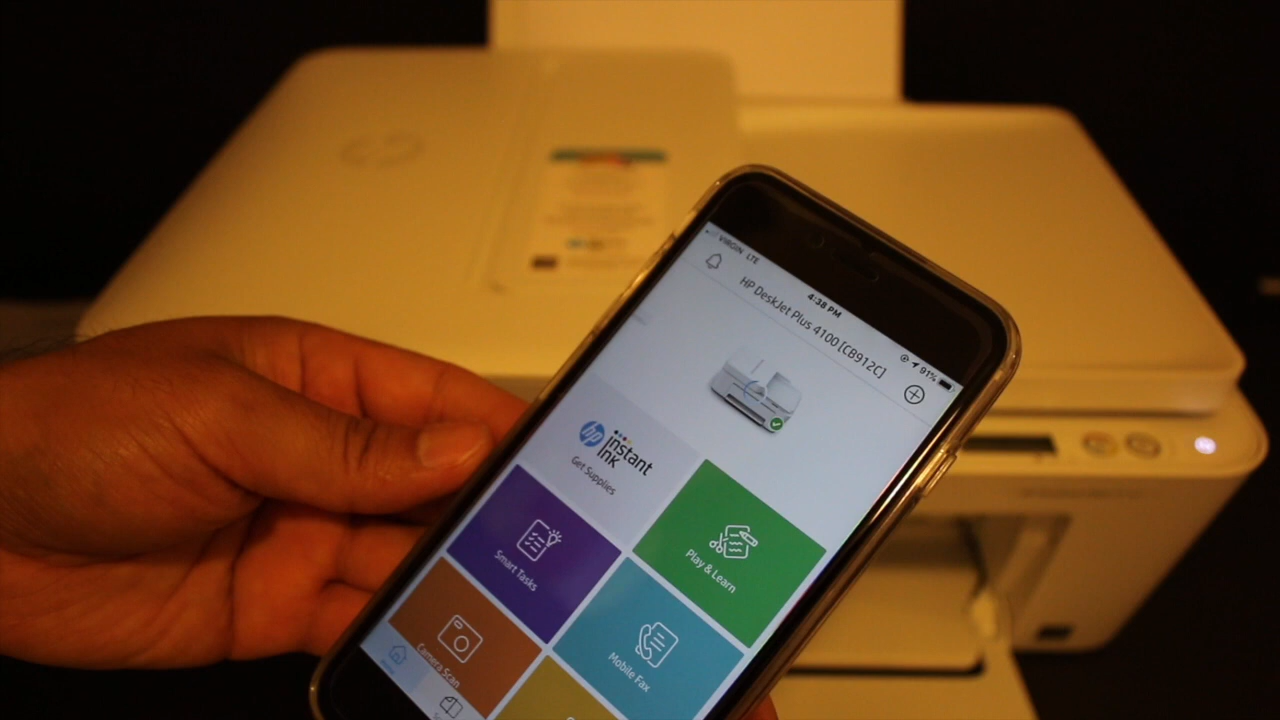 VIRGIN LTE
4:38 PM
91%
HP DeskJet Plus 4100 [CB912C]
hp
instant
ink
Get Supplies
Play & Learn
Smart Tasks
Mobile Fax
Camera Scan